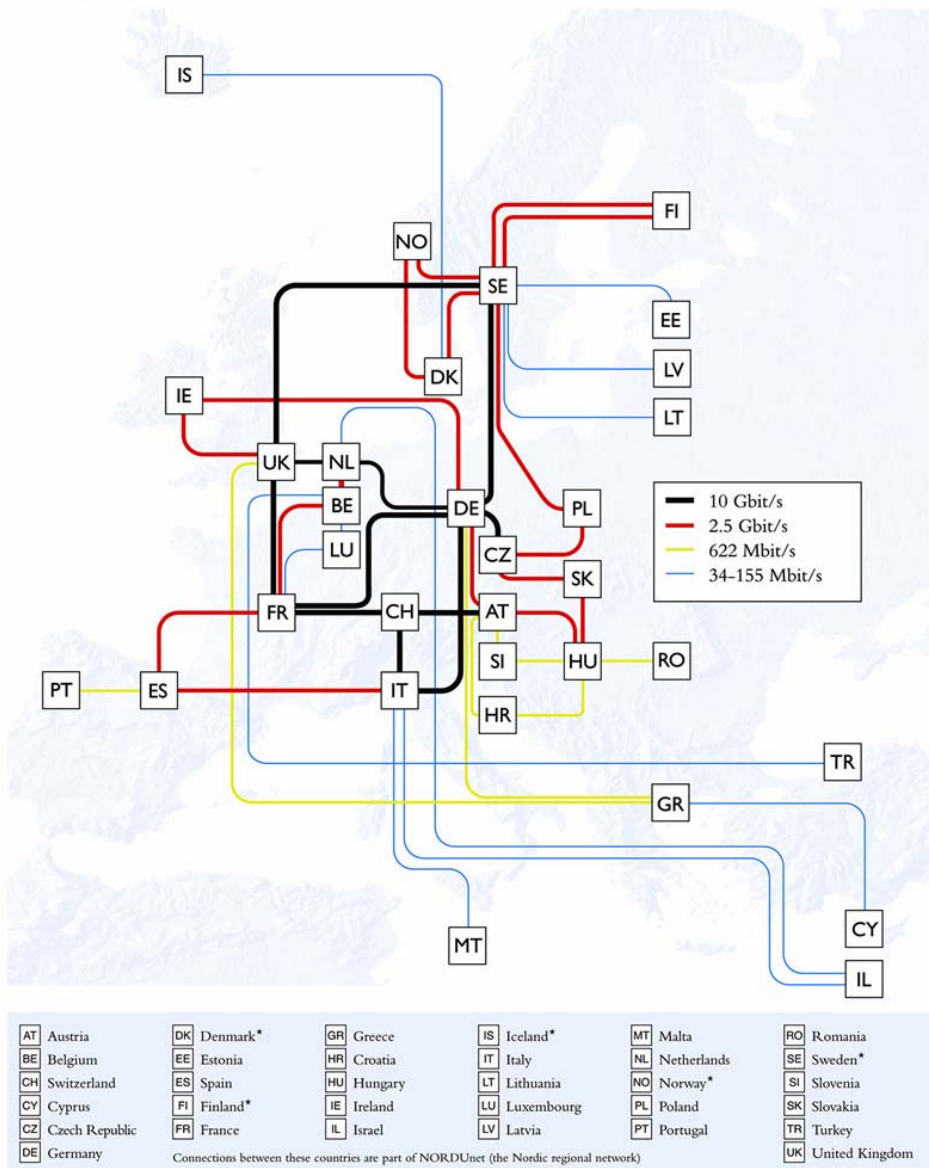 IS
FI
NO
SE
EE
DK
LV
IE
LT
UK
NL
BE
DE
PL
10 Gbit/s
2.5 Gbit/s
622 Mbit/s
34-155 Mbit/s
LU
CZ
SK
FR
CH
AT
SI
HU
RO
PT
ES
IT
HR
TR
GR
CY
MT
IL
AT Austria
BE Belgium
CH Switzerland
CY Cyprus
CZ Czech Republic
DE Germany
DK Denmark*
EE Estonia
ES Spain
FI Finland*
FR France
GR Greece
HR Croatia
HU Hungary
IE Ireland
IL Israel
IS Iceland*
IT Italy
LT Lithuania
LU Luxembourg
LV Latvia
MT Malta
NL Netherlands
NO Norway*
PL Poland
PT Portugal
RO Romania
SE Sweden*
SI Slovenia
SK Slovakia
TR Turkey
UK United Kingdom
Connections between these countries are part of NORDUnet (the Nordic regional network)